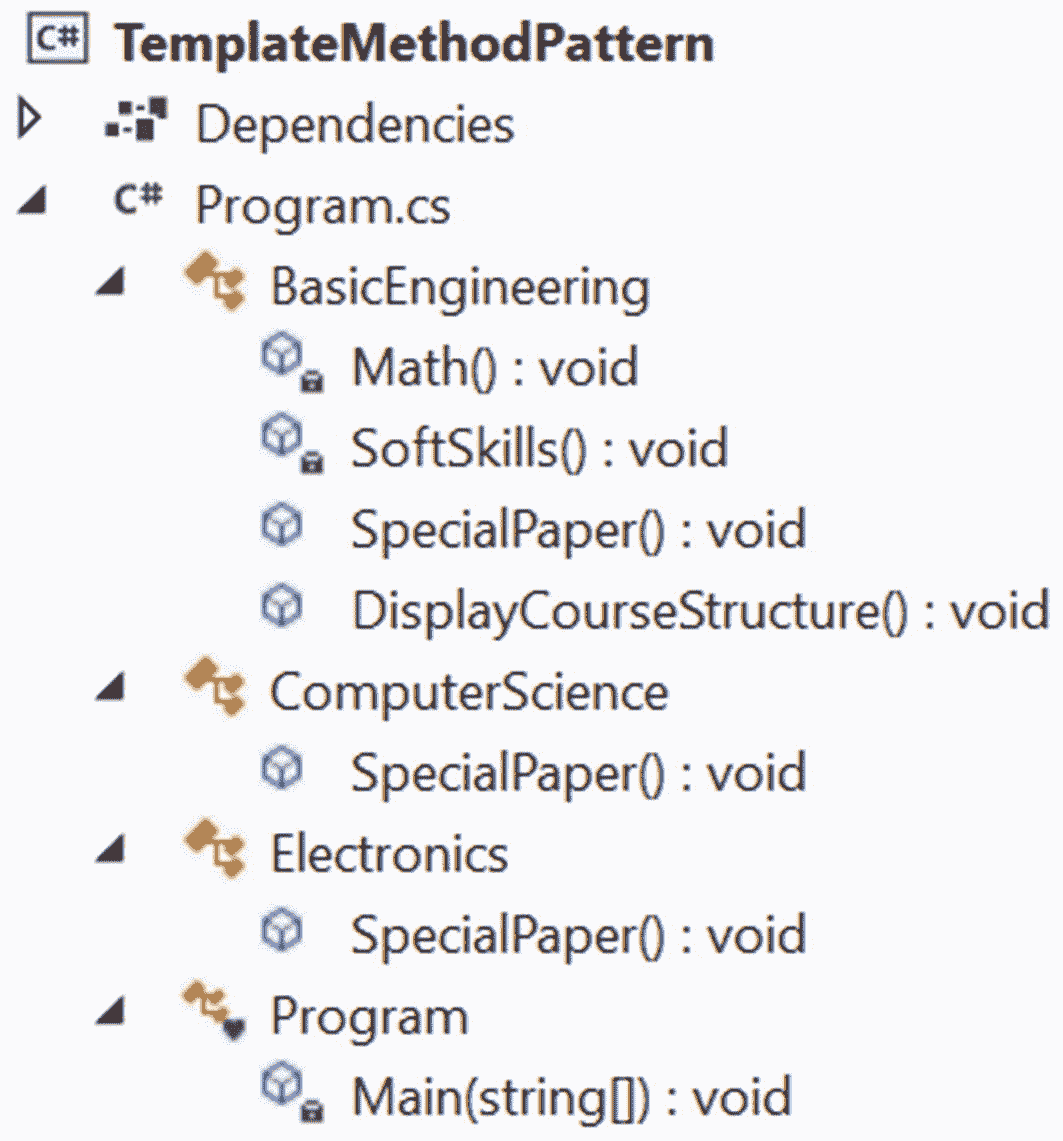 C# TemplateMethodPattern
Dependencies
C# Program.cs
BasicEngineering
Math() : void
SoftSkills() : void
SpecialPaper() : void
DisplayCourseStructure() : void
ComputerScience
SpecialPaper() : void
Electronics
SpecialPaper() : void
Program
Main(string[]) : void